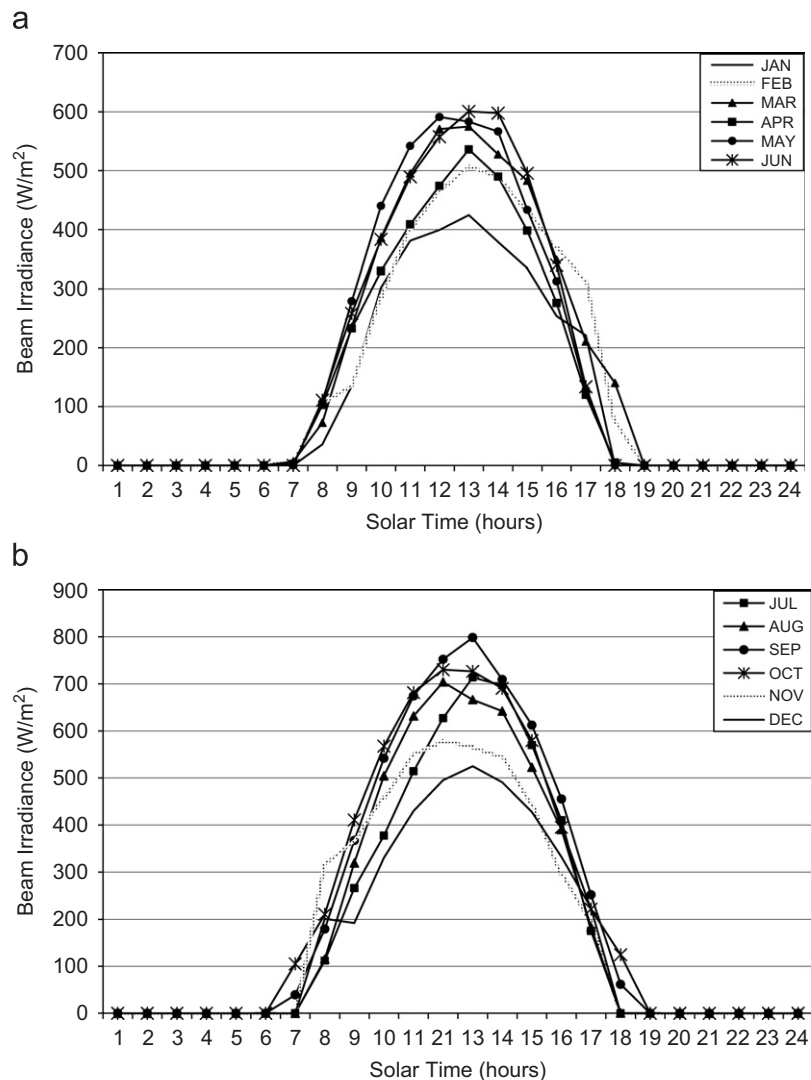 a
700
600
500
400
300
200
100
0
Beam Irradiance (W/m²)
JAN
FEB
MAR
APR
MAY
JUN
1 2 3 4 5 6 7 8 9 10 11 12 13 14 15 16 17 18 19 20 21 22 23 24
Solar Time (hours)
b
900
800
700
600
500
400
300
200
100
0
Beam Irradiance (W/m²)
JUL
AUG
SEP
OCT
NOV
DEC
1 2 3 4 5 6 7 8 9 10 11 21 13 14 15 16 17 18 19 20 21 22 23 24
Solar Time (hours)